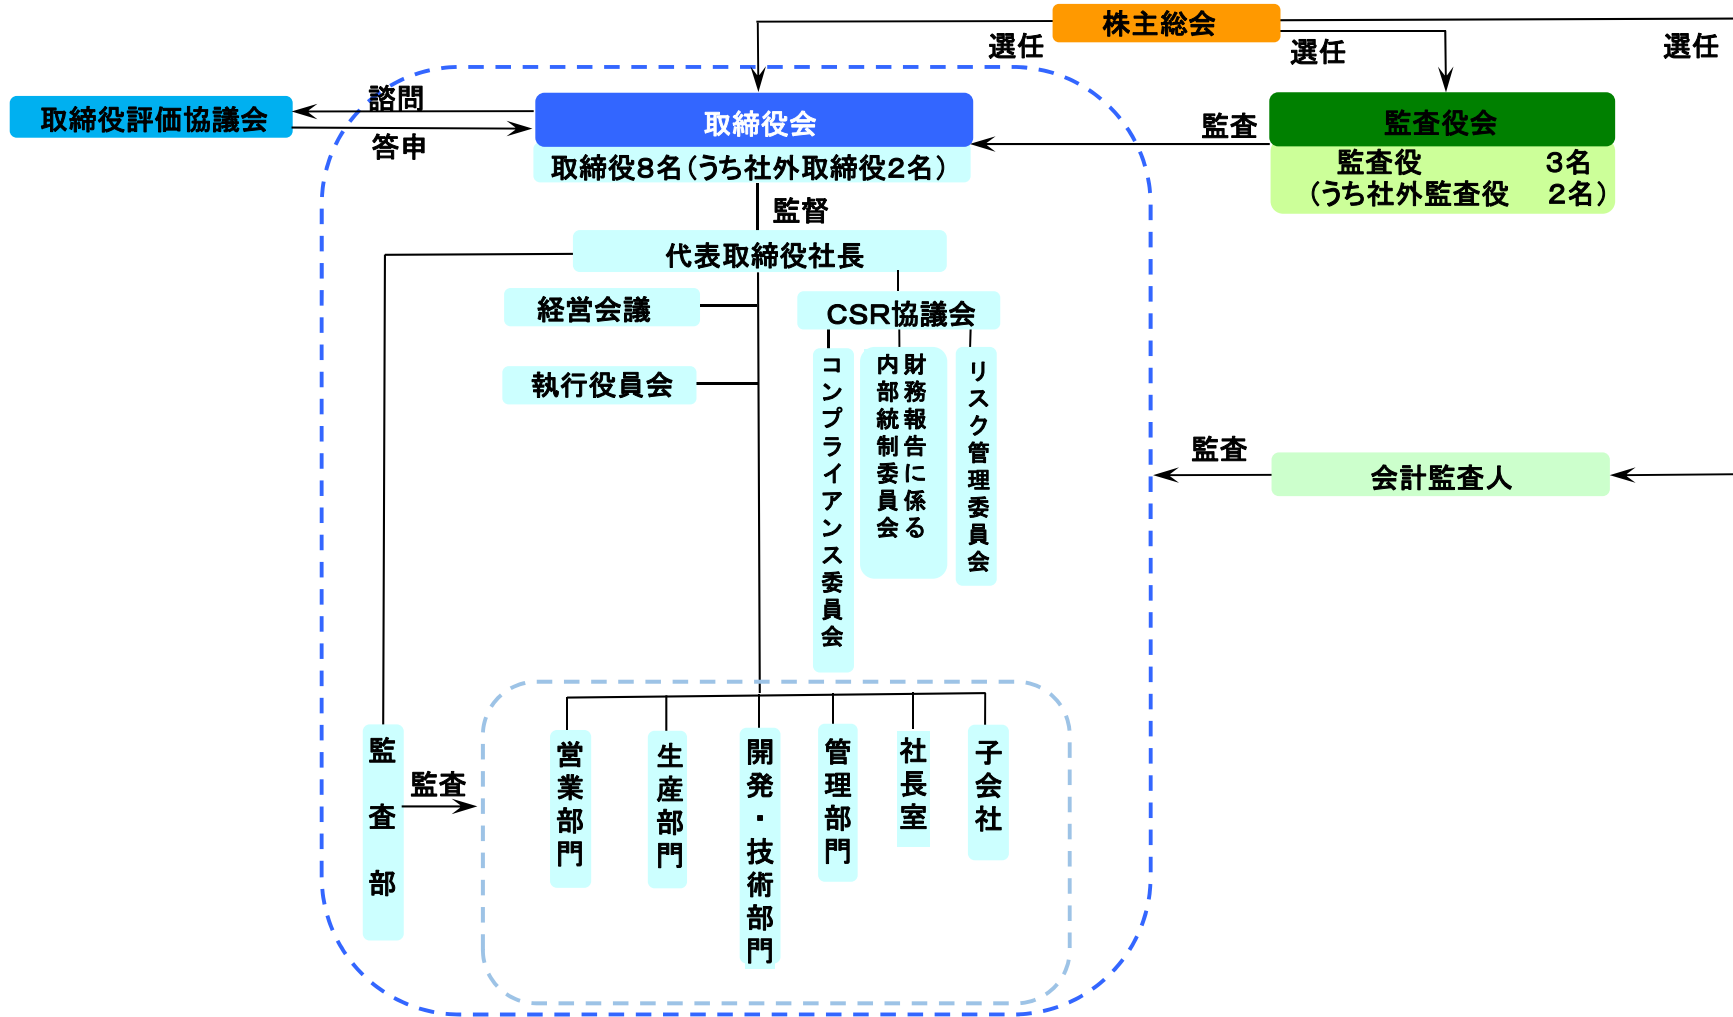 株主総会
選任
選任
選任
取締役評価協議会
諮問
答申
取締役会
取締役8名(うち社外取締役2名)
監査
監査役会
監査役 3名
(うち社外監査役 2名)
監督
代表取締役社長
経営会議
CSR協議会
執行役員会
コンプライアンス委員会
財務報告に係る
内部統制委員会
リスク管理委員会
監査
会計監査人
監査部
監査
営業部門
生産部門
開発・技術部門
管理部門
社長室
子会社